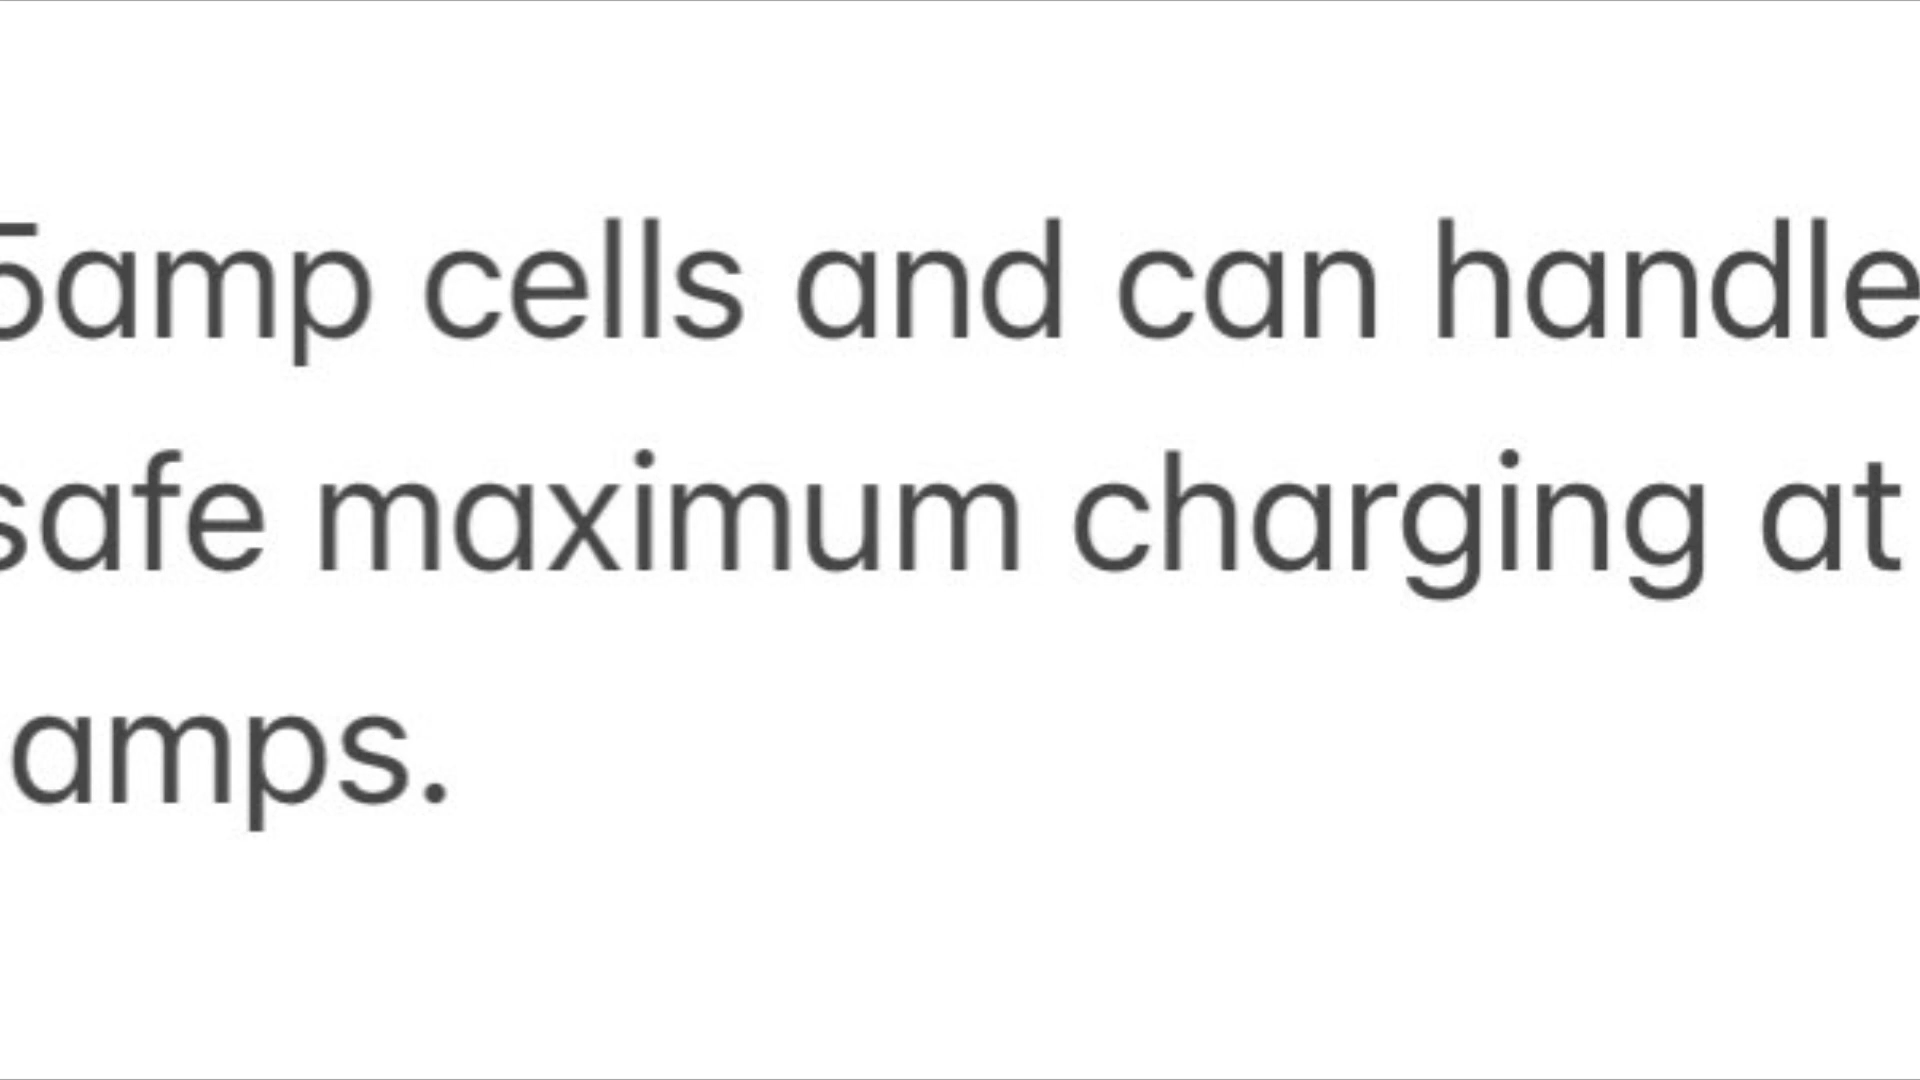 5amp cells and can handle
safe maximum charging at
amps.